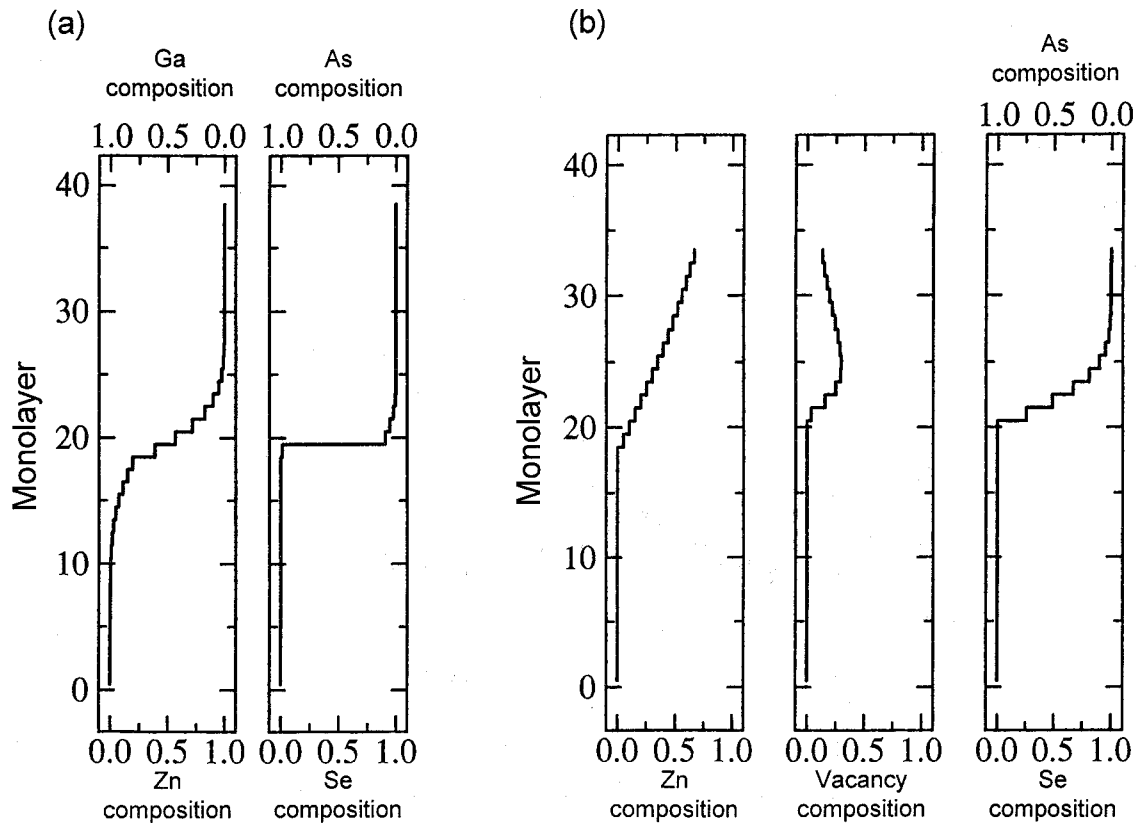 (a)
Ga
composition
As
composition
1.0 0.5 0.0
1.0 0.5 0.0
40
30
20
10
0
Monolayer
0.0 0.5 1.0
0.0 0.5 1.0
Zn
composition
Se
composition
(b)
As
composition
1.0 0.5 0.0
40
30
20
10
0
Monolayer
0.0 0.5 1.0
0.0 0.5 1.0
0.0 0.5 1.0
Zn
composition
Vacancy
composition
Se
composition